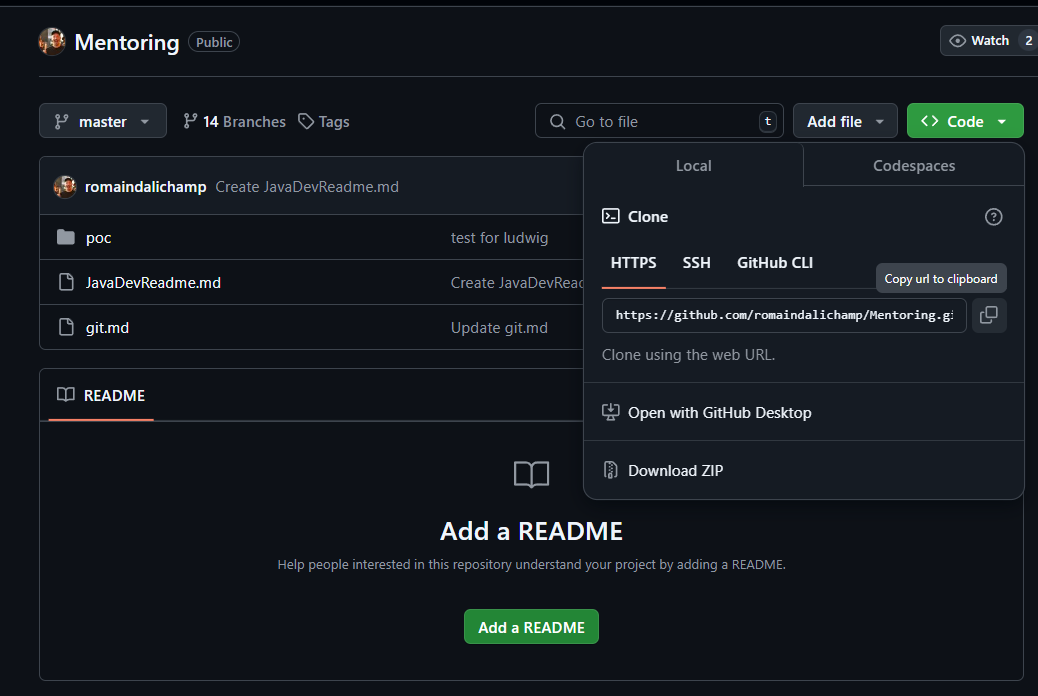 Mentoring Public
Watch 2
master 14 Branches Tags
Go to file t
Add file Code
romaindalichamp Create JavaDevReadme.md
Local Codespaces
Clone
HTTPS SSH GitHub CLI
Copy url to clipboard
https://github.com/romaindalichamp/Mentoring.gi
Clone using the web URL.
Open with GitHub Desktop
Download ZIP
poc test for ludwig
JavaDevReadme.md Create JavaDevReac
git.md Update git.md
README
Add a README
Help people interested in this repository understand your project by adding a README.
Add a README